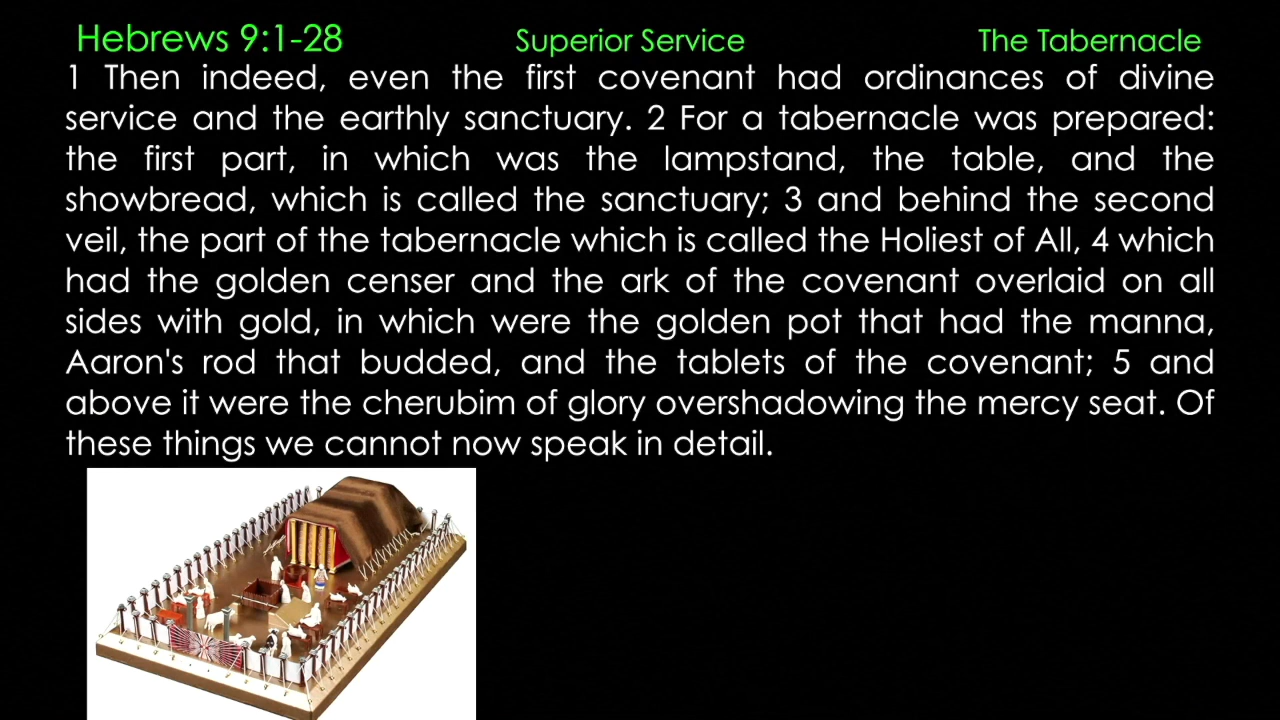 Hebrews 9:1-28 Superior Service The Tabernacle
1 Then indeed, even the first covenant had ordinances of divine
service and the earthly sanctuary. 2 For a tabernacle was prepared:
the first part, in which was the lampstand, the table, and the
showbread, which is called the sanctuary; 3 and behind the second
veil, the part of the tabernacle which is called the Holiest of All, 4 which
had the golden censer and the ark of the covenant overlaid on all
sides with gold, in which were the golden pot that had the manna,
Aaron's rod that budded, and the tablets of the covenant; 5 and
above it were the cherubim of glory overshadowing the mercy seat. Of
these things we cannot now speak in detail.